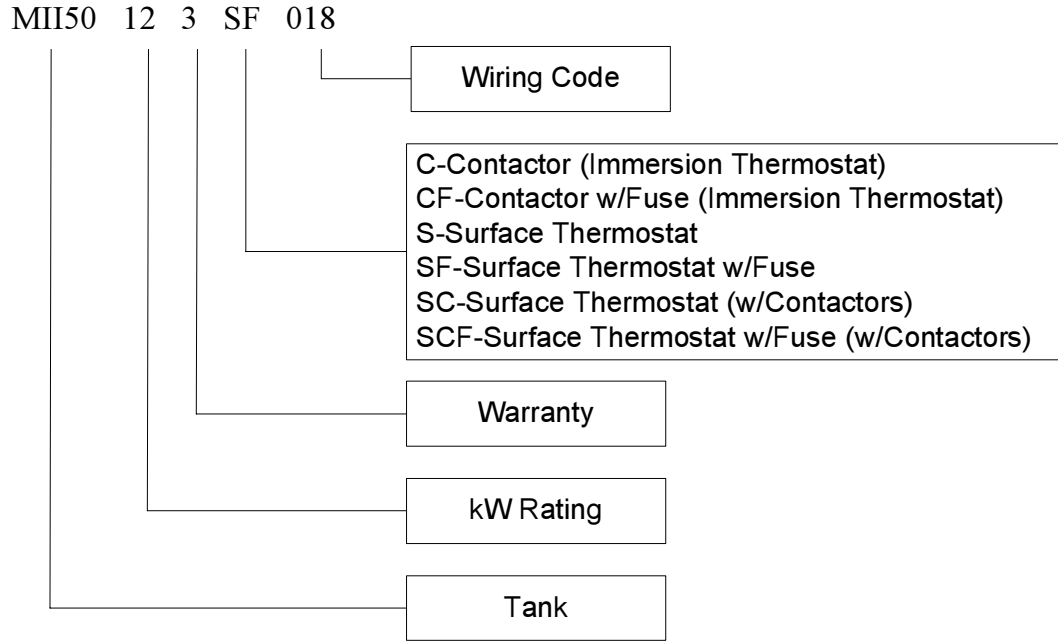 MII50 12 3 SF 018
Wiring Code
C-Contactor (Immersion Thermostat)
CF-Contactor w/Fuse (Immersion Thermostat)
S-Surface Thermostat
SF-Surface Thermostat w/Fuse
SC-Surface Thermostat (w/Contactors)
SCF-Surface Thermostat w/Fuse (w/Contactors)
Warranty
kW Rating
Tank